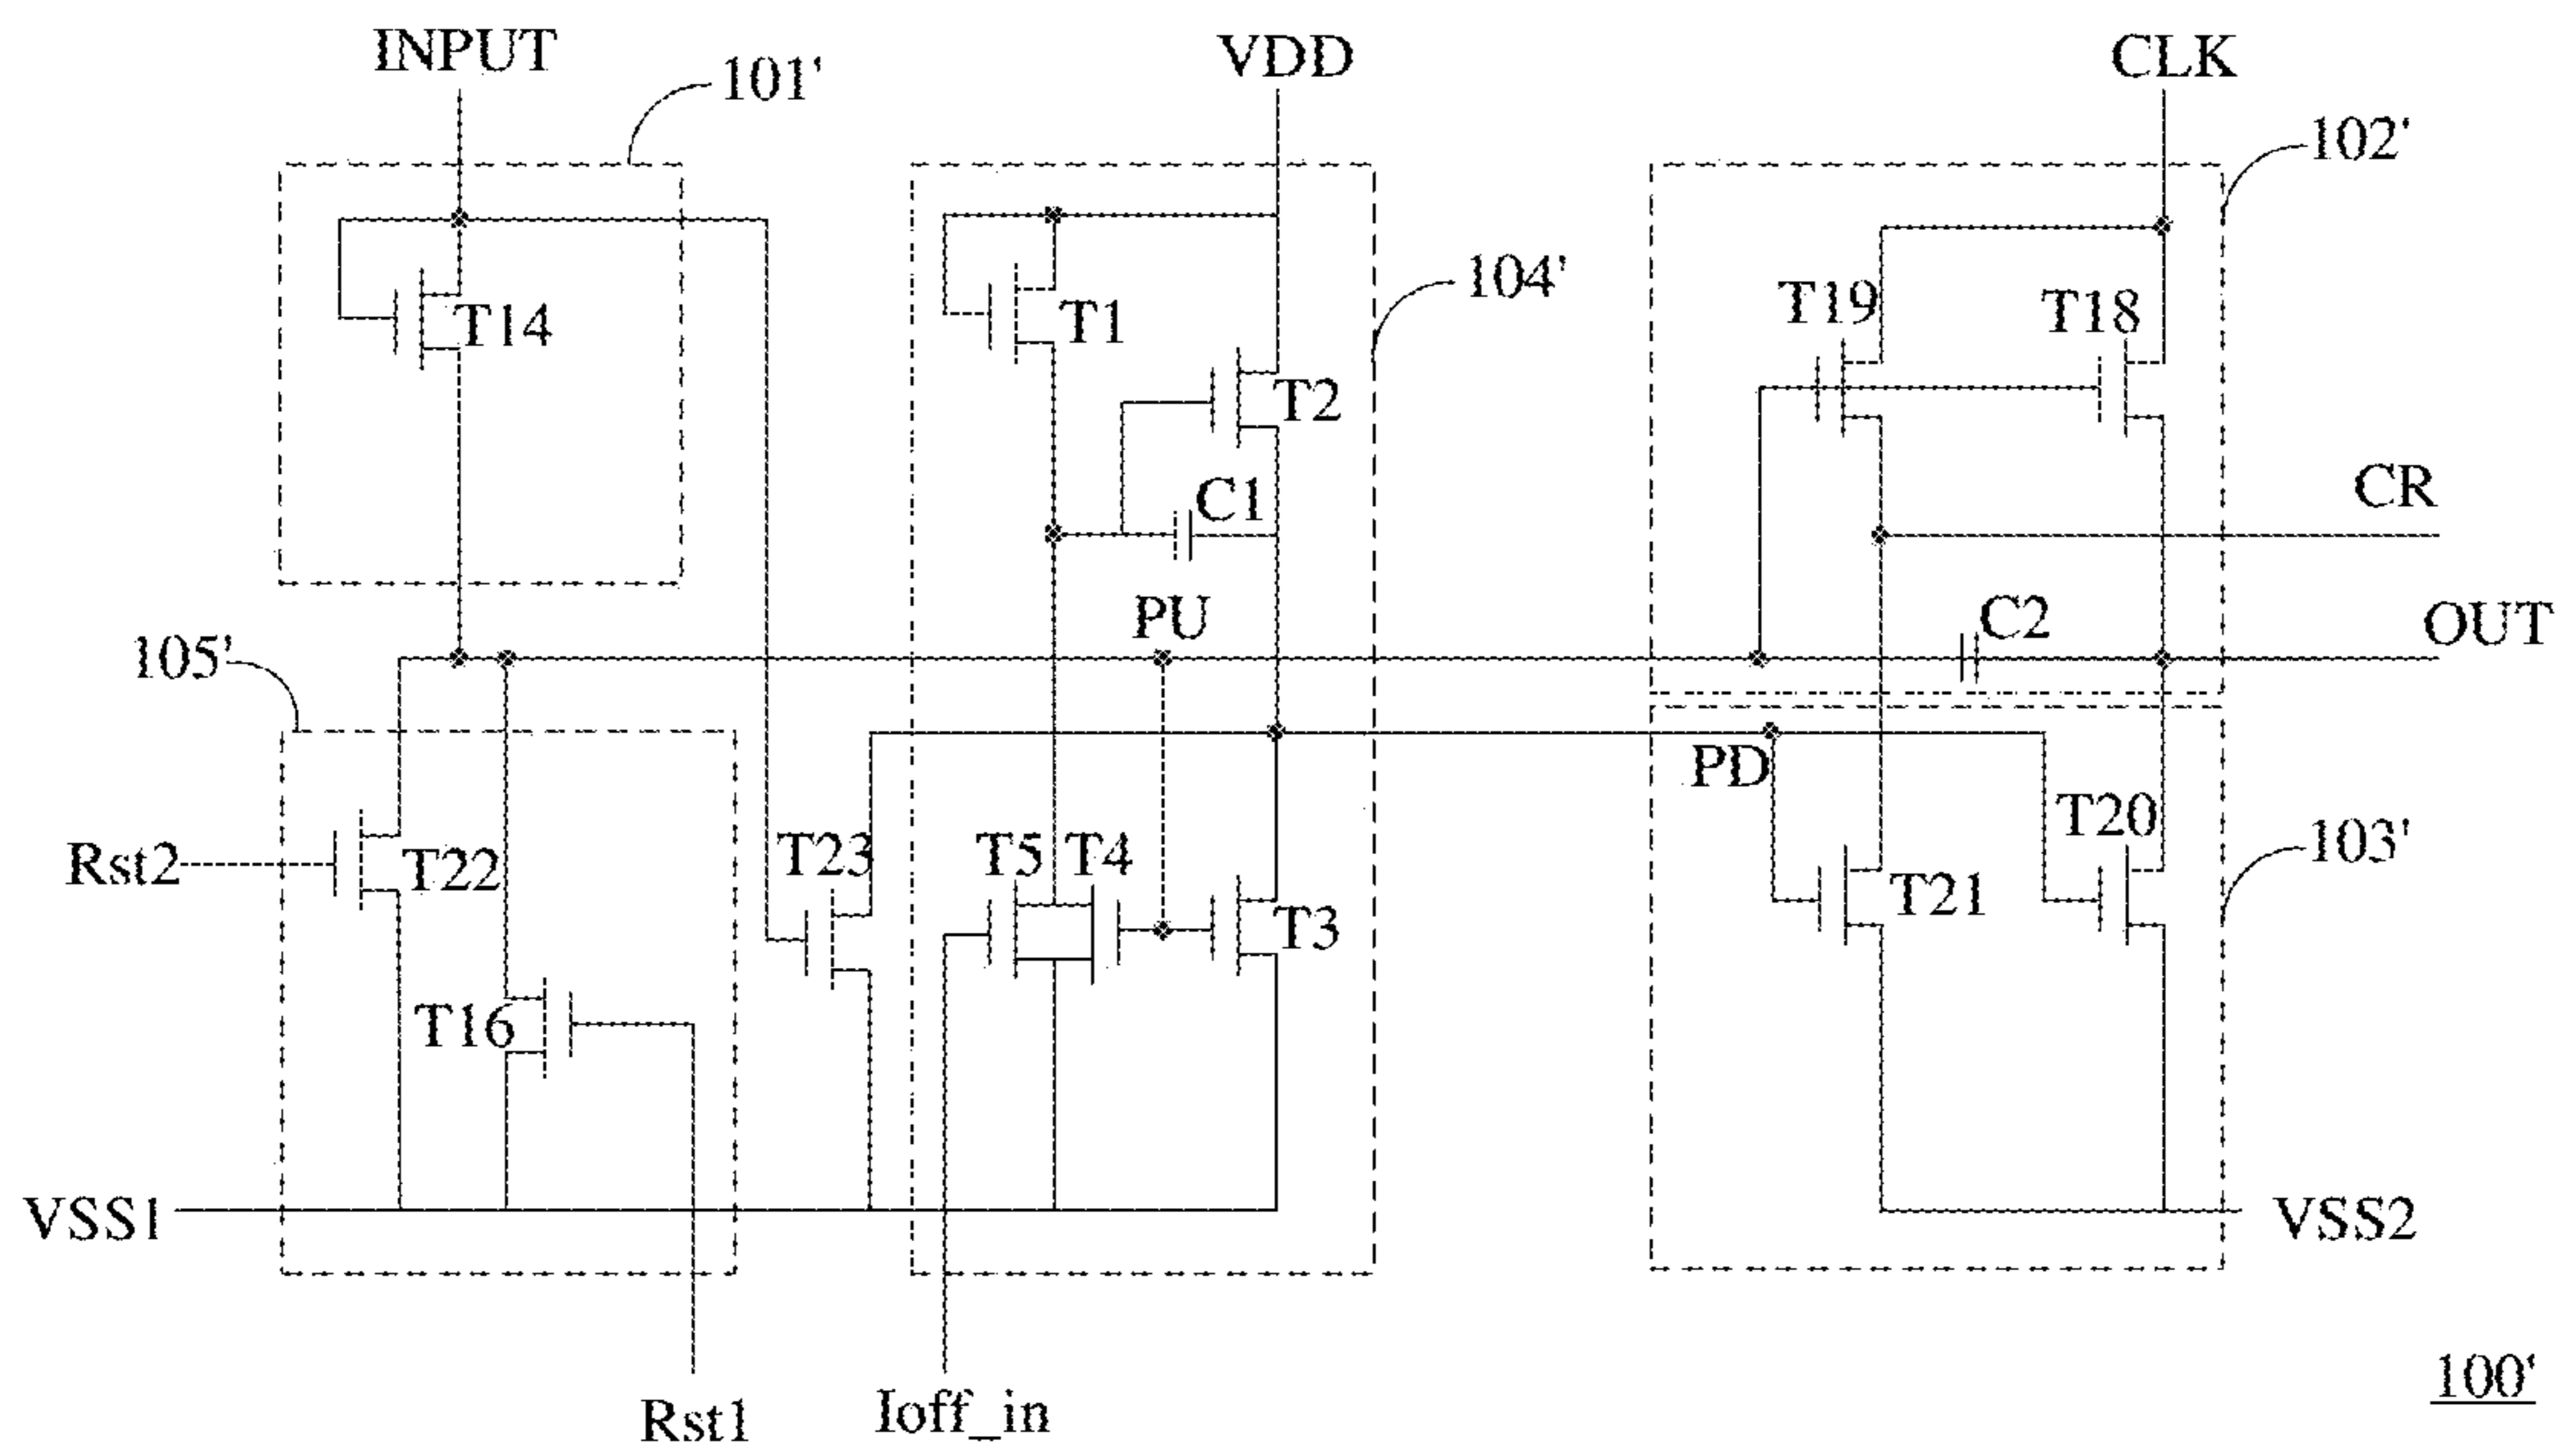 INPUT
VDD
CLK
101'
102'
104'
T14
T1
T2
T19
T18
C1
CR
PU
C2
OUT
105'
PD
Rst2
T22
T23
T5
T4
T3
T21
T20
103'
T16
VSS1
VSS2
Rst1
Ioff_in
100'